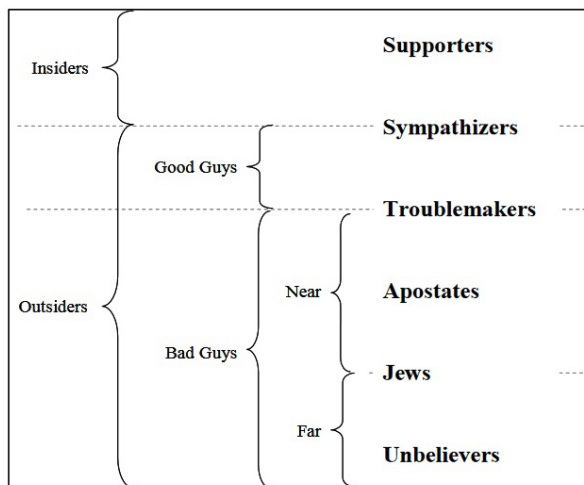 Supporters
Insiders
Sympathizers
Good Guys
Troublemakers
Near
Apostates
Outsiders
Bad Guys
Jews
Far
Unbelievers